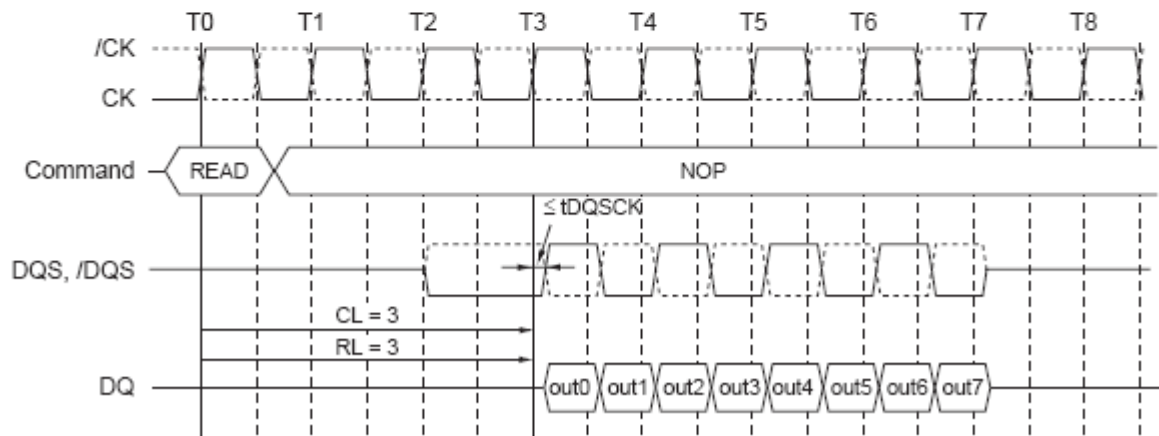 T0 T1 T2 T3 T4 T5 T6 T7 T8
/CK
CK
Command READ NOP
≤ tDQSCK
DQS, /DQS
CL = 3
RL = 3
DQ out0 out1 out2 out3 out4 out5 out6 out7